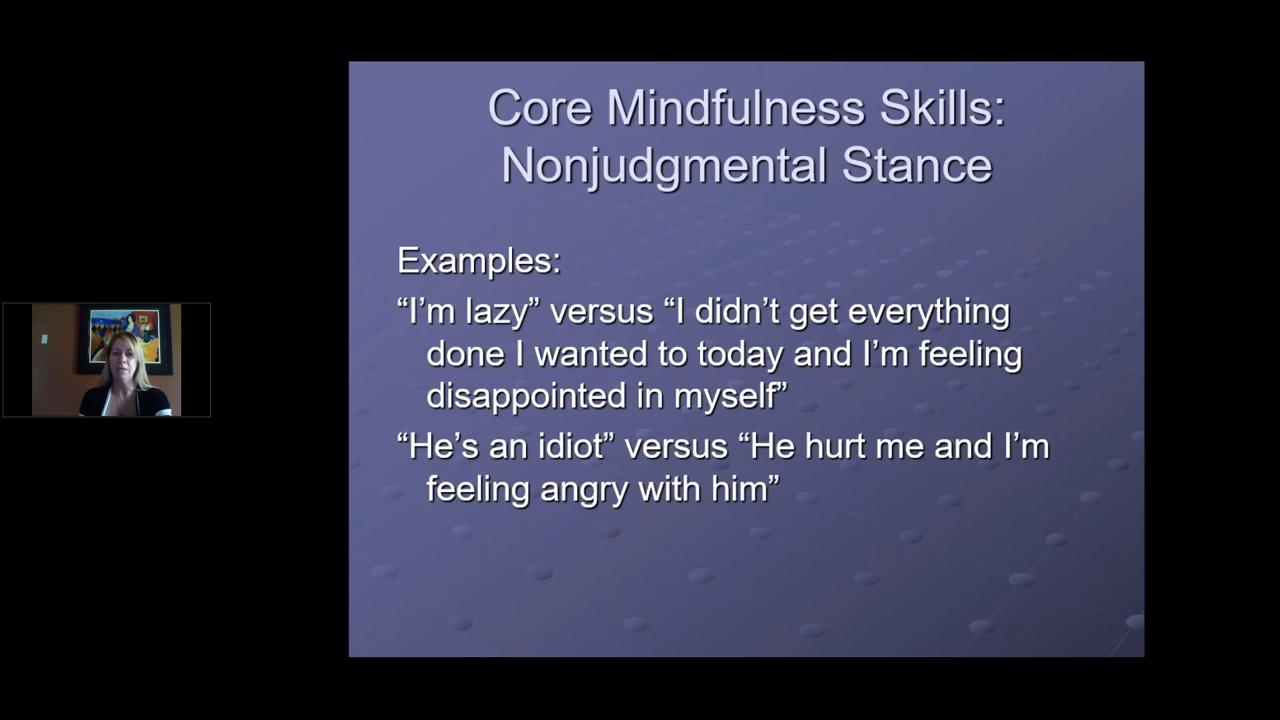 Core Mindfulness Skills:
Nonjudgmental Stance
Examples:
“I’m lazy” versus “I didn’t get everything
done I wanted to today and I’m feeling
disappointed in myself”
“He’s an idiot” versus “He hurt me and I’m
feeling angry with him”